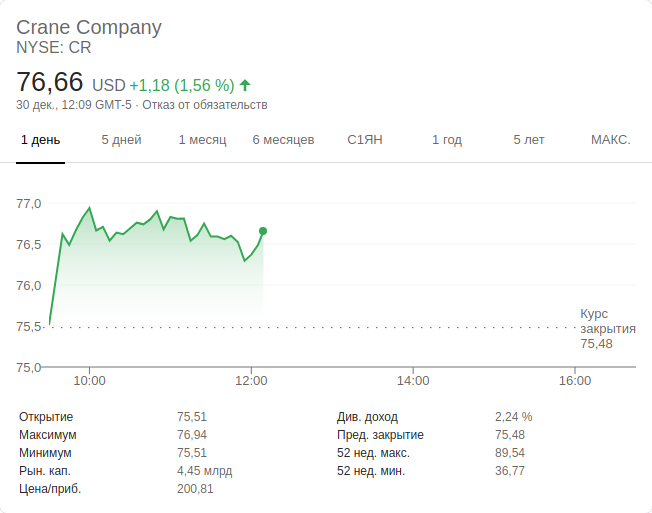 Crane Company
NYSE: CR
76,66 USD +1,18 (1,56 %)
30 дек., 12:09 GMT-5 · Отказ от обязательств
1 день 5 дней 1 месяц 6 месяцев С1ЯН 1 год 5 лет МАКС.
77,0
76,5
76,0
75,5
75,0
Курс
закрытия
75,48
10:00 12:00 14:00 16:00
Открытие 75,51 Див. доход 2,24 %
Максимум 76,94 Пред. закрытие 75,48
Минимум 75,51 52 нед. макс. 89,54
Рын. кап. 4,45 млрд 52 нед. мин. 36,77
Цена/приб. 200,81